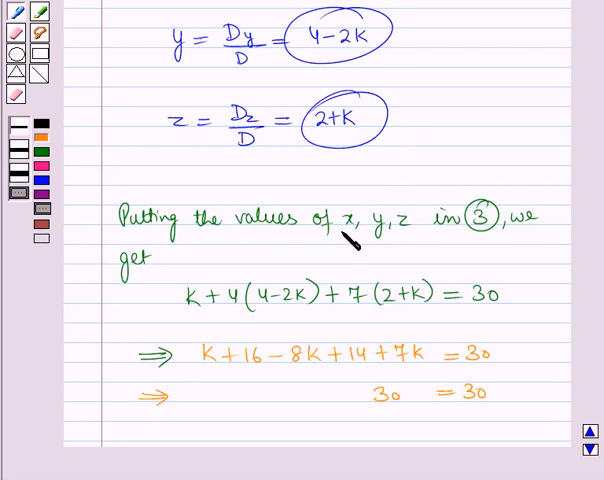 y = Dy/D = 4-2K
z = Dz/D = 2+K
Putting the values of x, y, z in 3, we
get
K+4(4-2K)+7(2+K) = 30
⇒ K+16-8K+14+7K = 30
⇒ 30 = 30